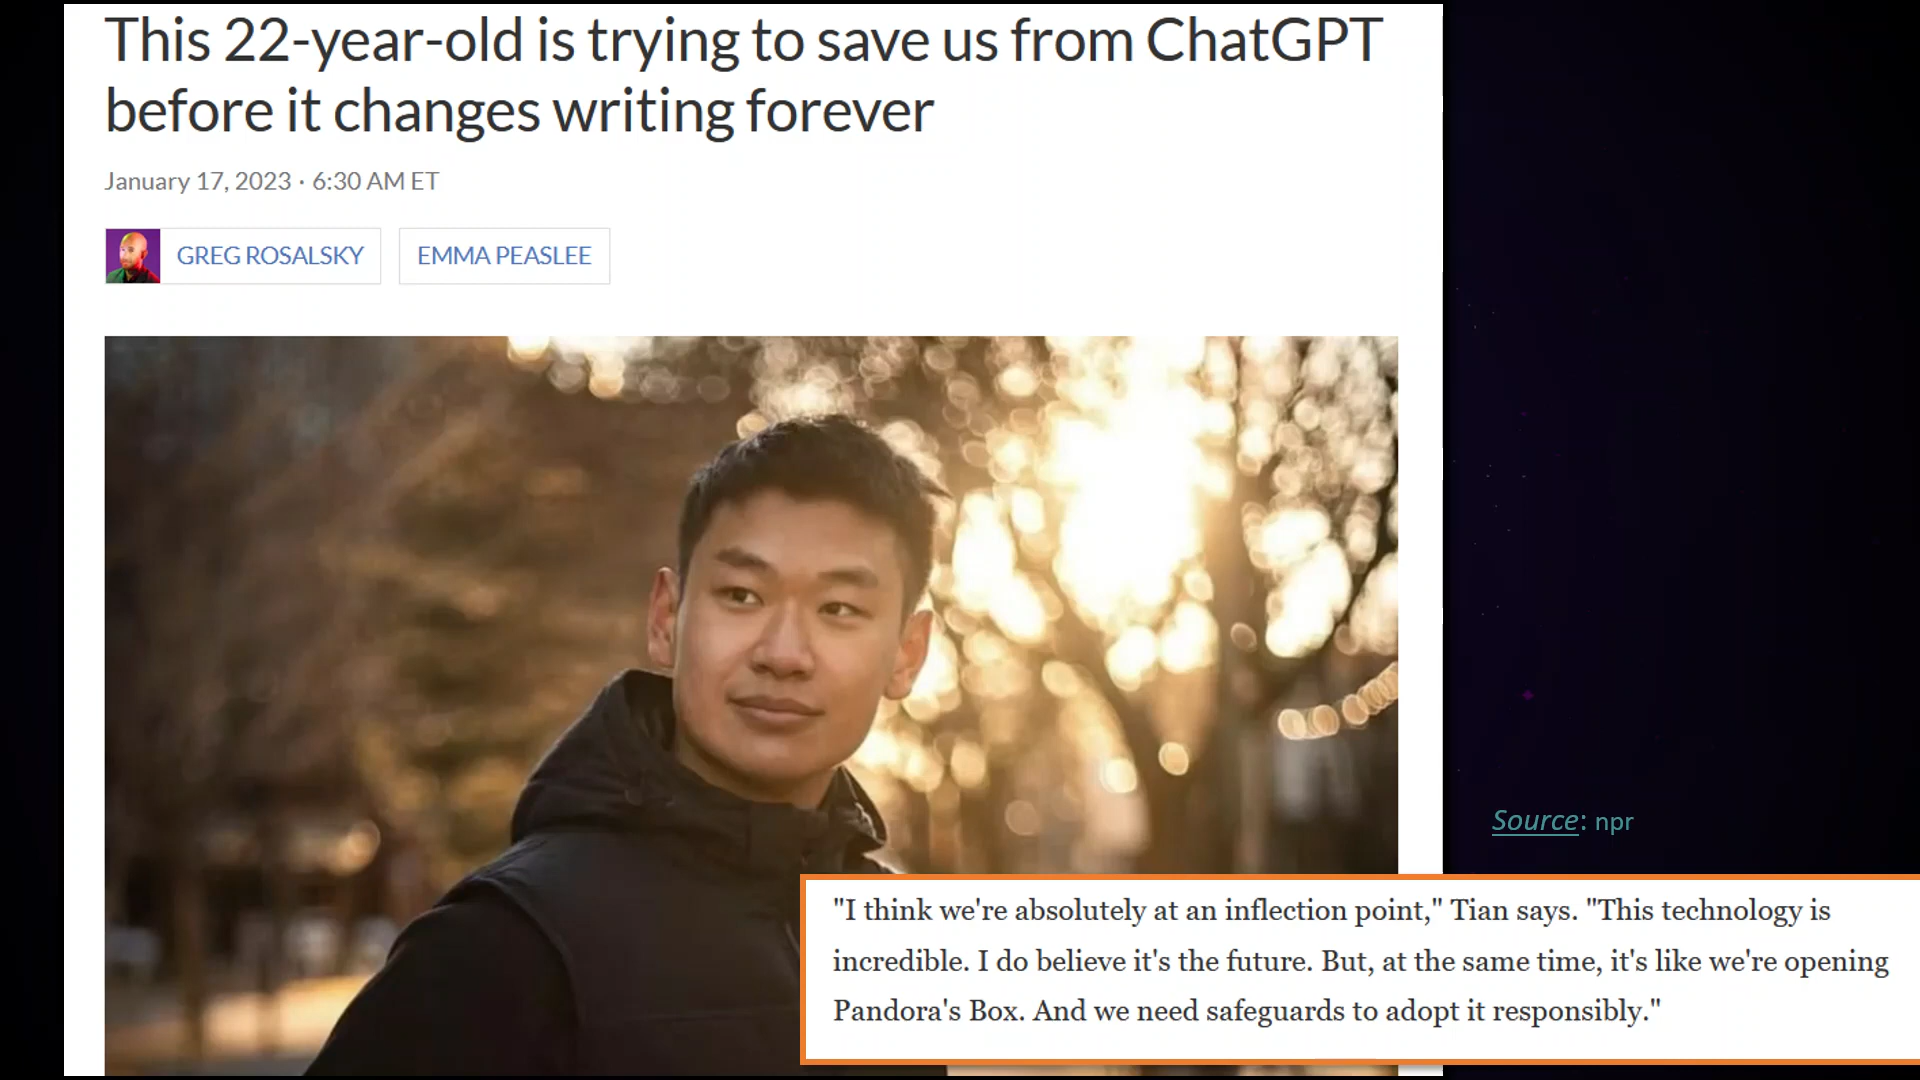 This 22-year-old is trying to save us from ChatGPT
before it changes writing forever
January 17, 2023 · 6:30 AM ET
GREG ROSALSKY EMMA PEASLEE
Source: npr
"I think we're absolutely at an inflection point," Tian says. "This technology is
incredible. I do believe it's the future. But, at the same time, it's like we're opening
Pandora's Box. And we need safeguards to adopt it responsibly."